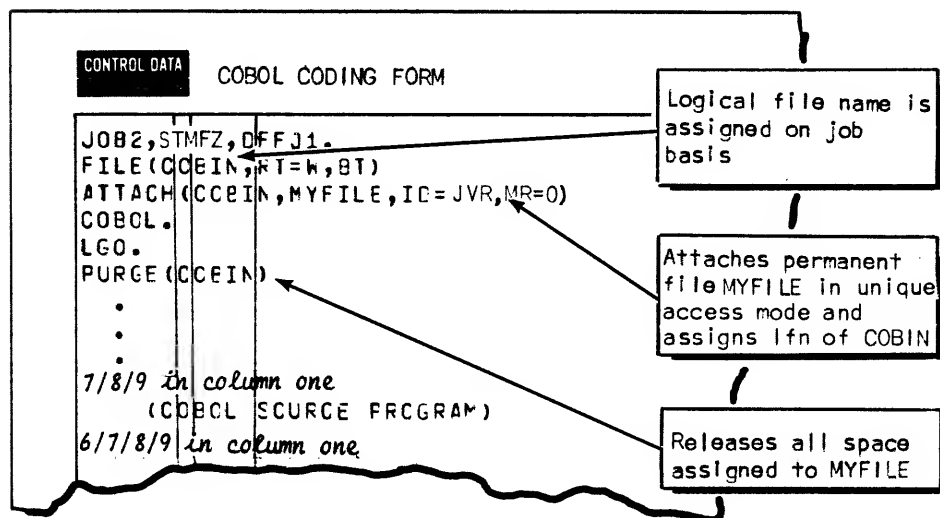 CONTROL DATA
COBOL CODING FORM
JOB2,STMFZ,DFFJ1.
FILE(COBIN,RT=W,BT)
ATTACH(COBIN,MYFILE,ID=JVR,MR=0)
COBOL.
LGO.
PURGE(COBIN)
.
.
.
7/8/9 in column one
(COBOL SOURCE PROGRAM)
6/7/8/9 in column one
Logical file name is
assigned on job
basis
Attaches permanent
file MYFILE in unique
access mode and
assigns lfn of COBIN
Releases all space
assigned to MYFILE